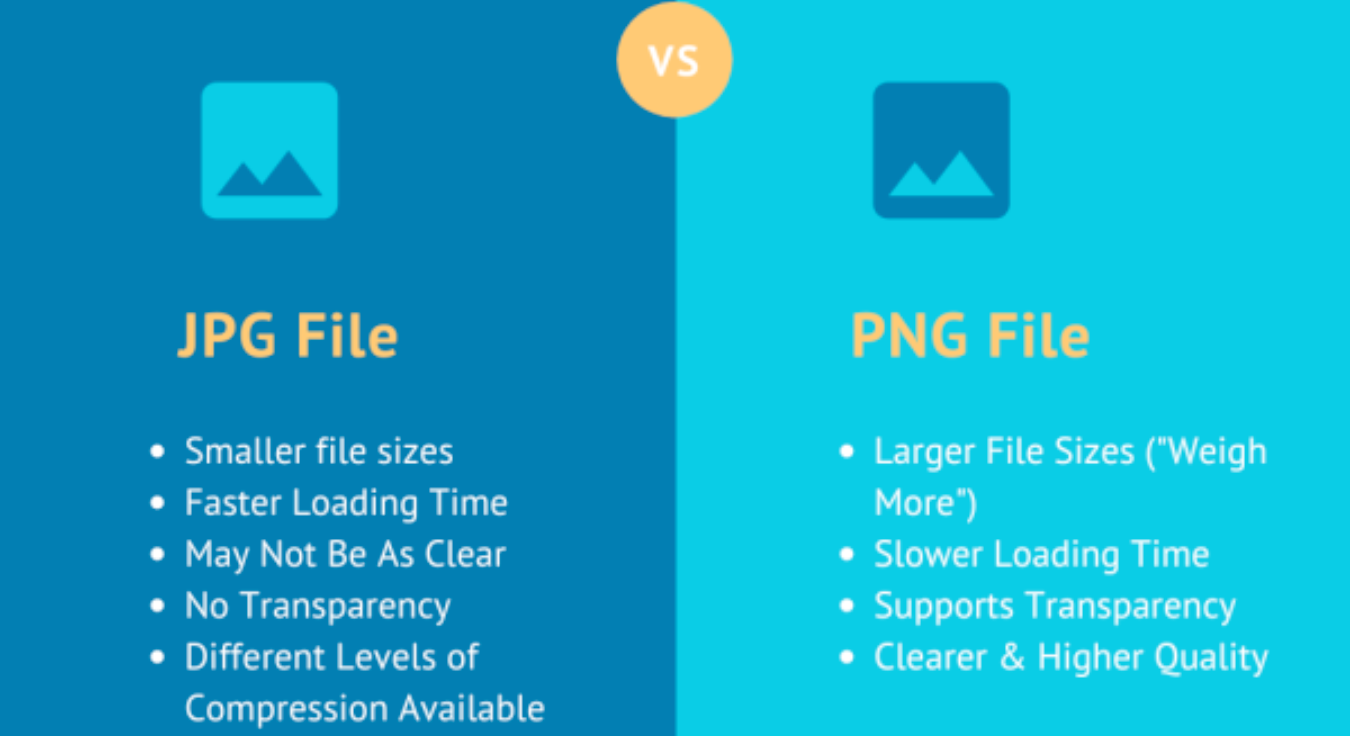 VS
JPG File
Smaller file sizes
Faster Loading Time
May Not Be As Clear
No Transparency
Different Levels of
Compression Available
PNG File
Larger File Sizes ("Weigh
More")
Slower Loading Time
Supports Transparency
Clearer & Higher Quality